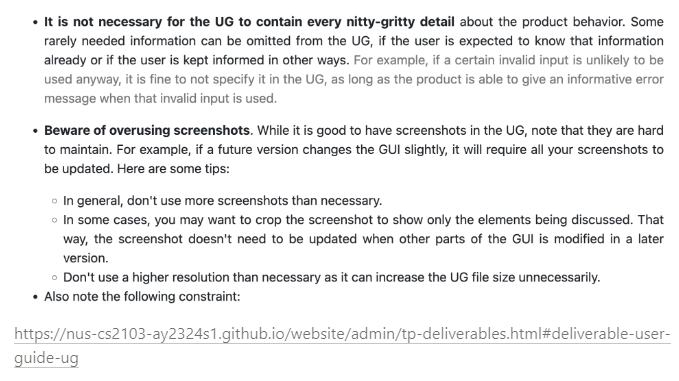 • It is not necessary for the UG to contain every nitty-gritty detail about the product behavior. Some
rarely needed information can be omitted from the UG, if the user is expected to know that information
already or if the user is kept informed in other ways. For example, if a certain invalid input is unlikely to be
used anyway, it is fine to not specify it in the UG, as long as the product is able to give an informative error
message when that invalid input is used.
• Beware of overusing screenshots. While it is good to have screenshots in the UG, note that they are hard
to maintain. For example, if a future version changes the GUI slightly, it will require all your screenshots to
be updated. Here are some tips:
◦ In general, don't use more screenshots than necessary.
◦ In some cases, you may want to crop the screenshot to show only the elements being discussed. That
way, the screenshot doesn't need to be updated when other parts of the GUI is modified in a later
version.
◦ Don't use a higher resolution than necessary as it can increase the UG file size unnecessarily.
• Also note the following constraint:
https://nus-cs2103-ay2324s1.github.io/website/admin/tp-deliverables.html#deliverable-user-
guide-ug